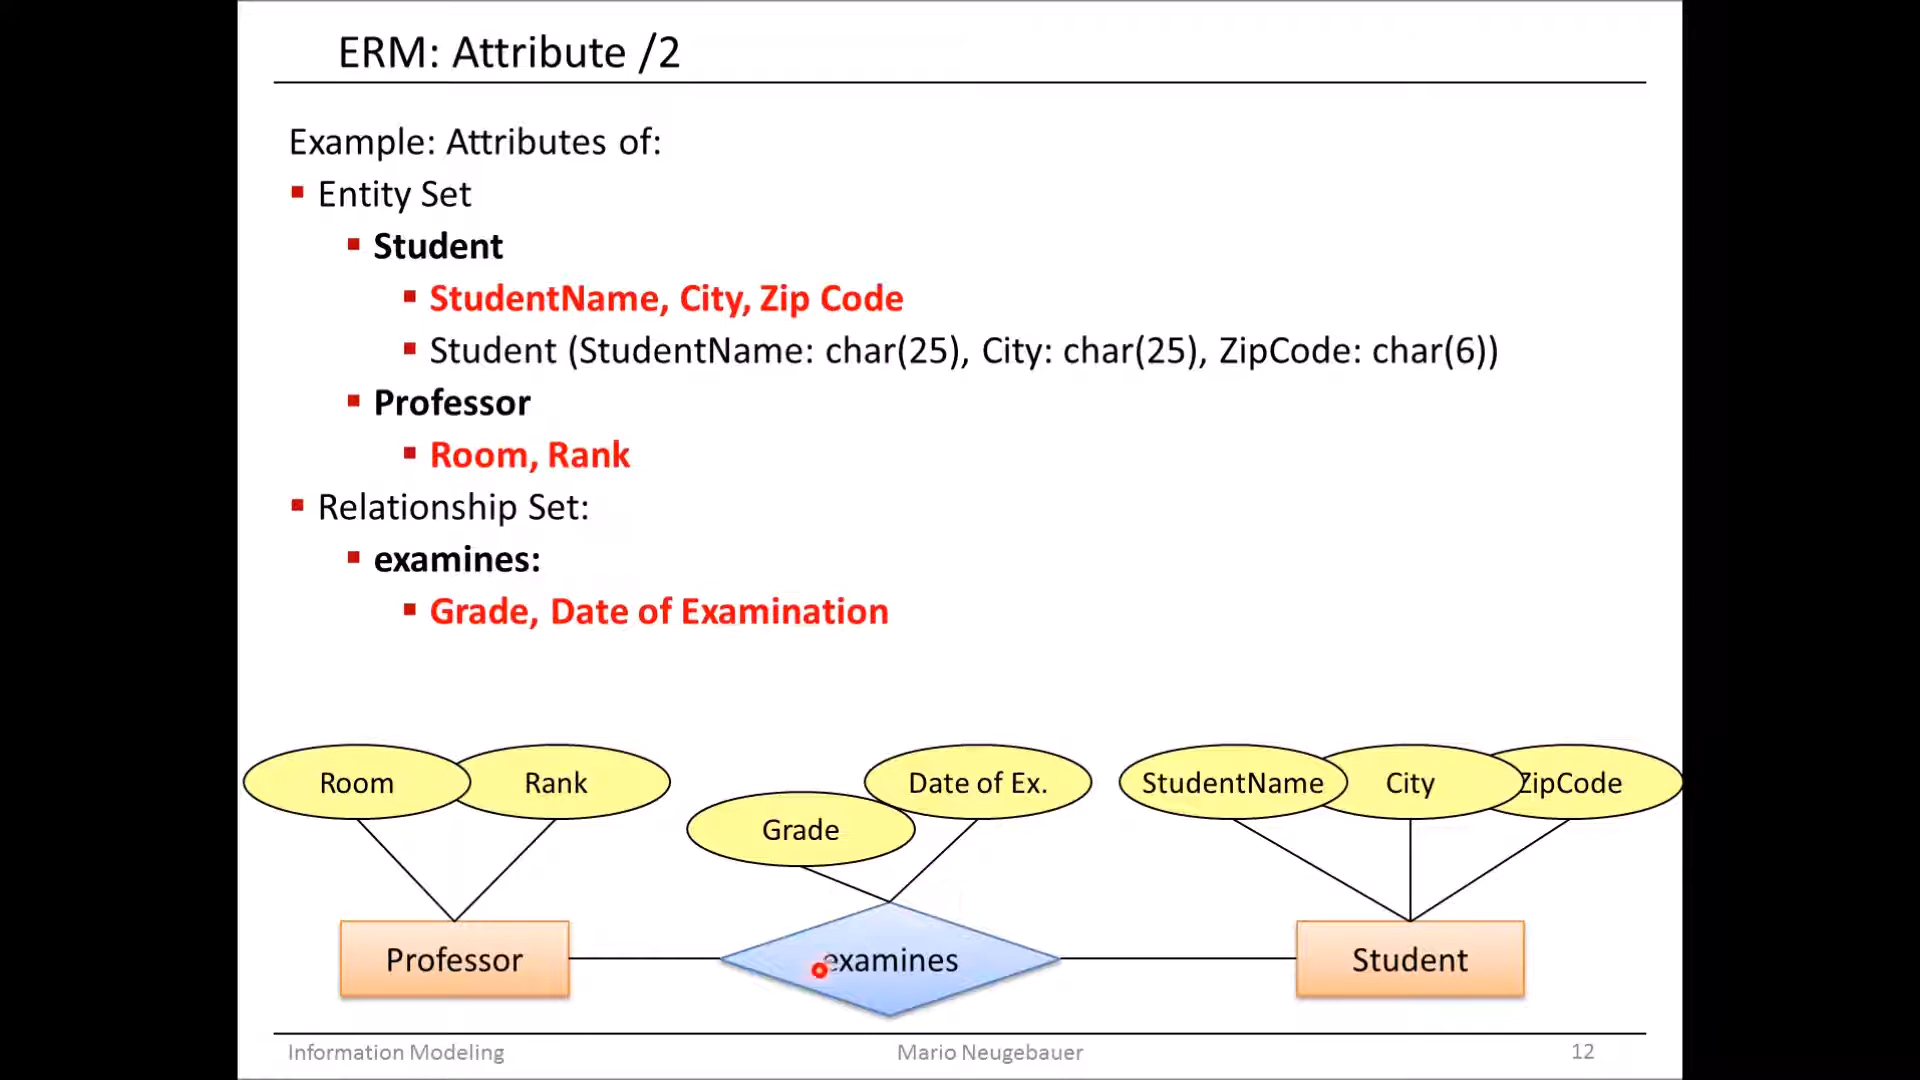 ERM: Attribute /2
Example: Attributes of:
Entity Set
Student
StudentName, City, Zip Code
Student (StudentName: char(25), City: char(25), ZipCode: char(6))
Professor
Room, Rank
Relationship Set:
examines:
Grade, Date of Examination
Room
Rank
Grade
Date of Ex.
StudentName
City
ZipCode
Professor
examines
Student
Information Modeling
Mario Neugebauer
12